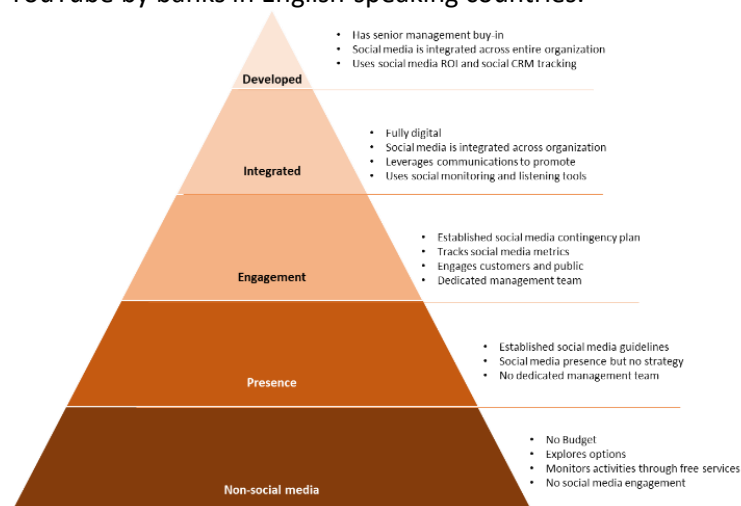 YouTube by banks in English-speaking countries.
• Has senior management buy-in
• Social media is integrated across entire organization
• Uses social media ROI and social CRM tracking
Developed
• Fully digital
• Social media is integrated across organization
• Leverages communications to promote
• Uses social monitoring and listening tools
Integrated
• Established social media contingency plan
• Tracks social media metrics
• Engages customers and public
• Dedicated management team
Engagement
• Established social media guidelines
• Social media presence but no strategy
• No dedicated management team
Presence
• No Budget
• Explores options
• Monitors activities through free services
• No social media engagement
Non-social media